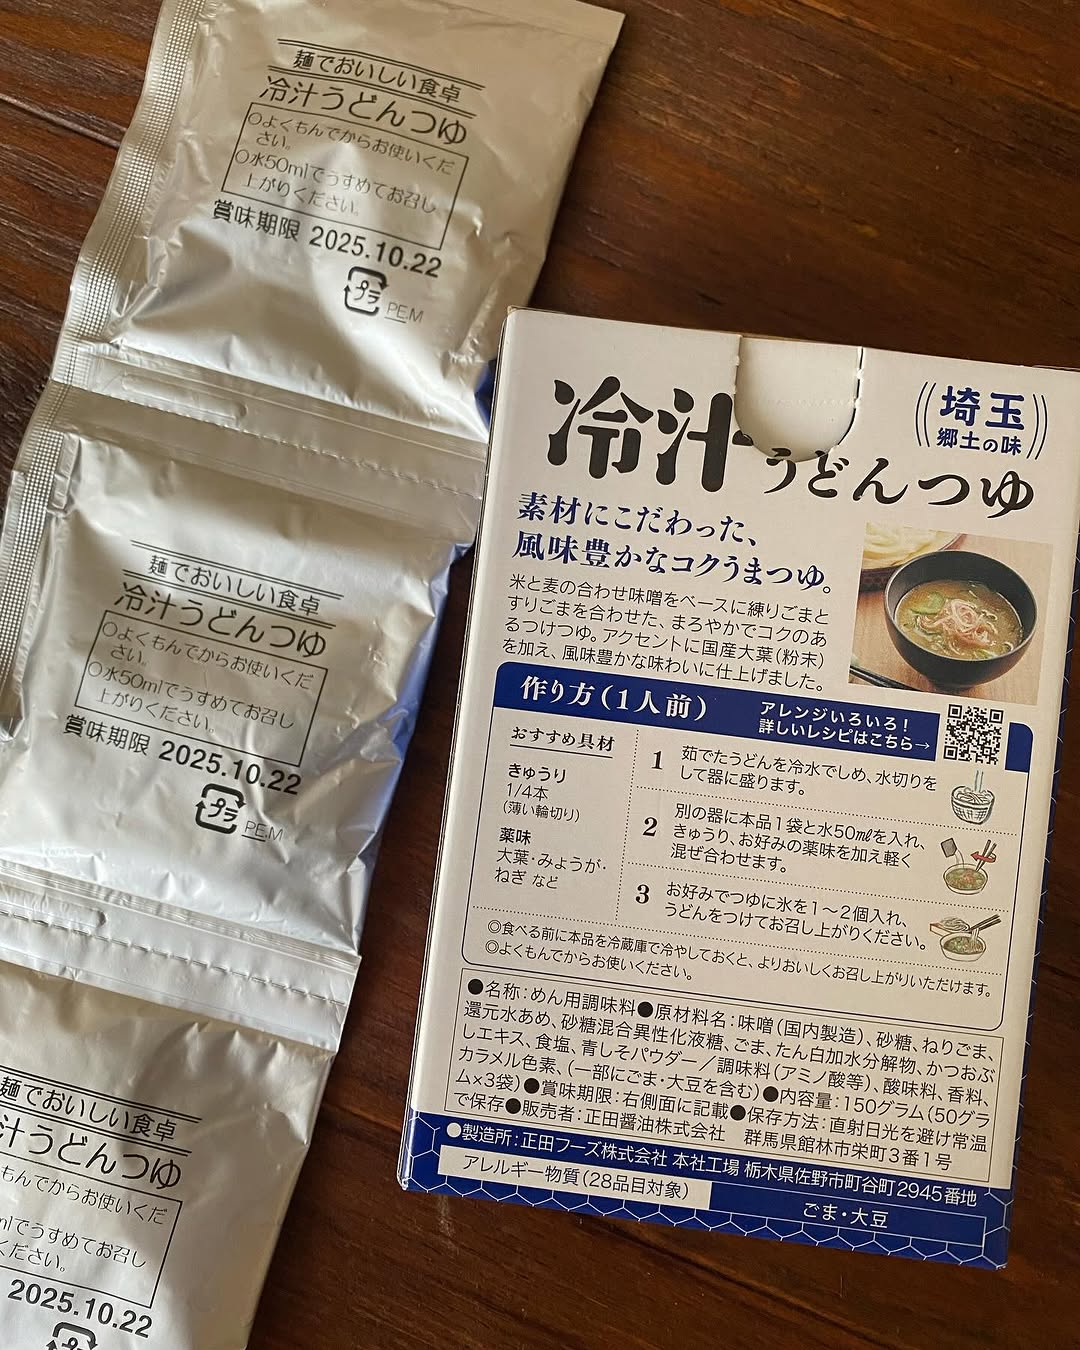 麺でおいしい食卓
冷汁うどんつゆ
○よくもんでからお使いくだ
さい。
○水50mlでうすめてお召し
上がりください。
賞味期限 2025.10.22
プラ
PE,M
麺でおいしい食卓
冷汁うどんつゆ
○よくもんでからお使いくだ
さい。
○水50mlでうすめてお召し
上がりください。
賞味期限 2025.10.22
プラ
PE,M
麺でおいしい食卓
汁うどんつゆ
もんでからお使いくだ
mlでうすめてお召し
ください。
2025.10.22
プラ
冷汁うどんつゆ
埼玉
郷土の味
素材にこだわった、
風味豊かなコクうまつゆ。
米と麦の合わせ味噌をベースに練りごまと
すりごまを合わせた、まろやかでコクのあ
るつけつゆ。アクセントに国産大葉(粉末)
を加え、風味豊かな味わいに仕上げました。
作り方(1人前)
アレンジいろいろ!
詳しいレシピはこちら→
おすすめ具材
きゅうり
1/4本
(薄い輪切り)
薬味
大葉・みょうが・
ねぎ など
1 茹でたうどんを冷水でしめ、水切りを
して器に盛ります。
2 別の器に本品1袋と水50mlを入れ、
きゅうり、お好みの薬味を加え軽く
混ぜ合わせます。
3 お好みでつゆに氷を1〜2個入れ、
うどんをつけてお召し上がりください。
◎食べる前に本品を冷蔵庫で冷やしておくと、よりおいしくお召し上がりいただけます。
◎よくもんでからお使いください。
●名称:めん用調味料●原材料名:味噌(国内製造)、砂糖、ねりごま、
還元水あめ、砂糖混合異性化液糖、ごま、たん白加水分解物、かつおぶ
しエキス、食塩、青しそパウダー/調味料(アミノ酸等)、酸味料、香料、
カラメル色素、(一部にごま・大豆を含む)●内容量:150グラム(50グラ
ム×3袋)●賞味期限:右側面に記載●保存方法:直射日光を避け常温
で保存●販売者:正田醤油株式会社 群馬県館林市栄町3番1号
●製造所:正田フーズ株式会社 本社工場 栃木県佐野市町谷町2945番地
アレルギー物質(28品目対象)
ごま・大豆